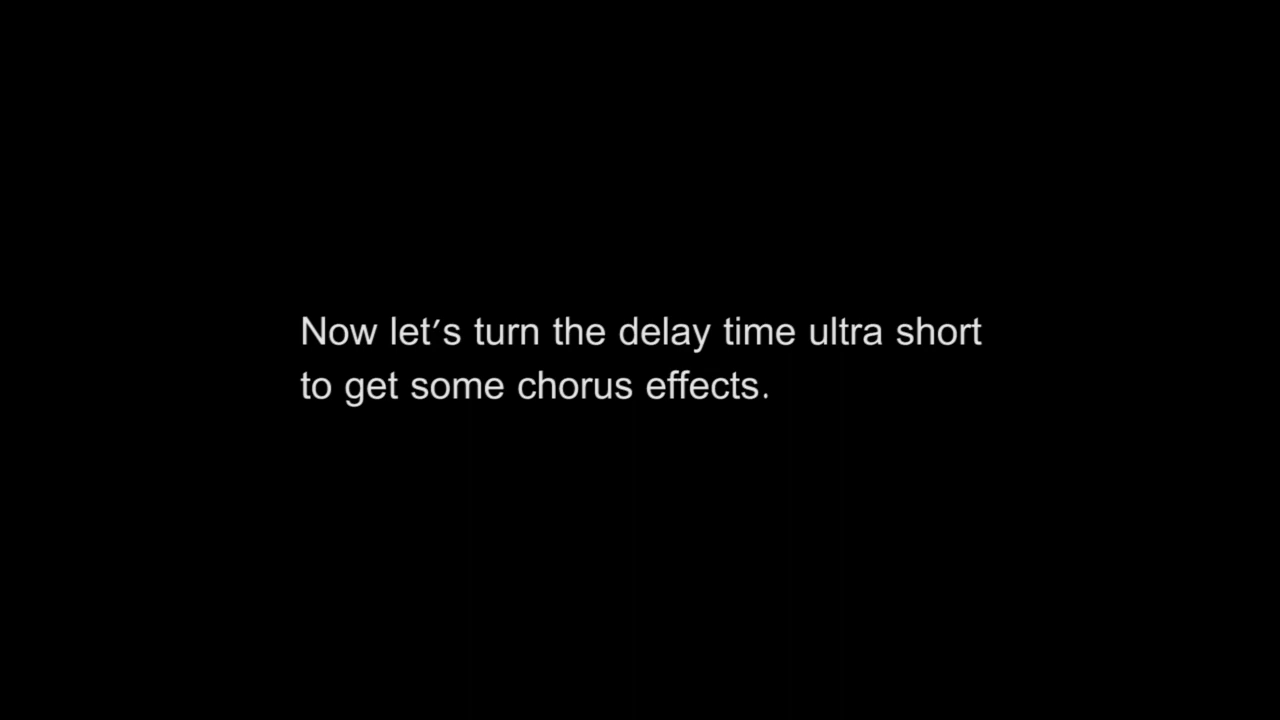 Now let's turn the delay time ultra short
to get some chorus effects.